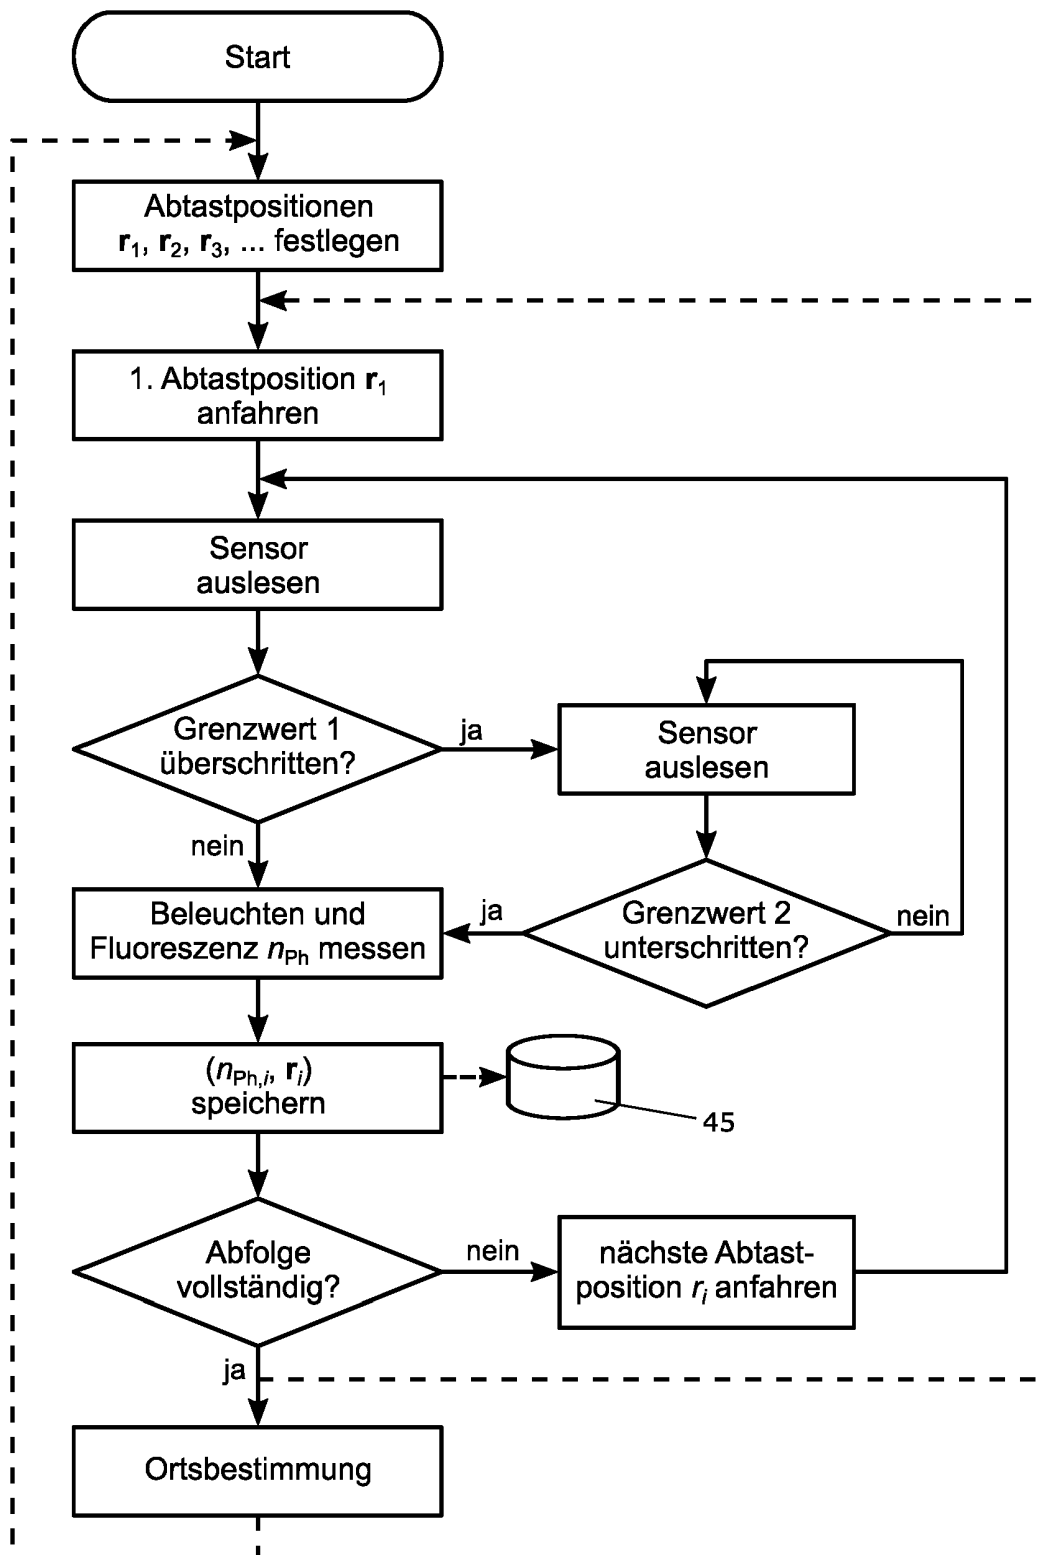 Start
Abtastpositionen
r₁, r₂, r₃, ... festlegen
1. Abtastposition r₁
anfahren
Sensor
auslesen
Grenzwert 1
überschritten?
ja
Sensor
auslesen
nein
Grenzwert 2
unterschritten?
ja
nein
Beleuchten und
Fluoreszenz nPh messen
(nPh,i, ri)
speichern
45
Abfolge
vollständig?
nein
nächste Abtast-
position ri anfahren
ja
Ortsbestimmung